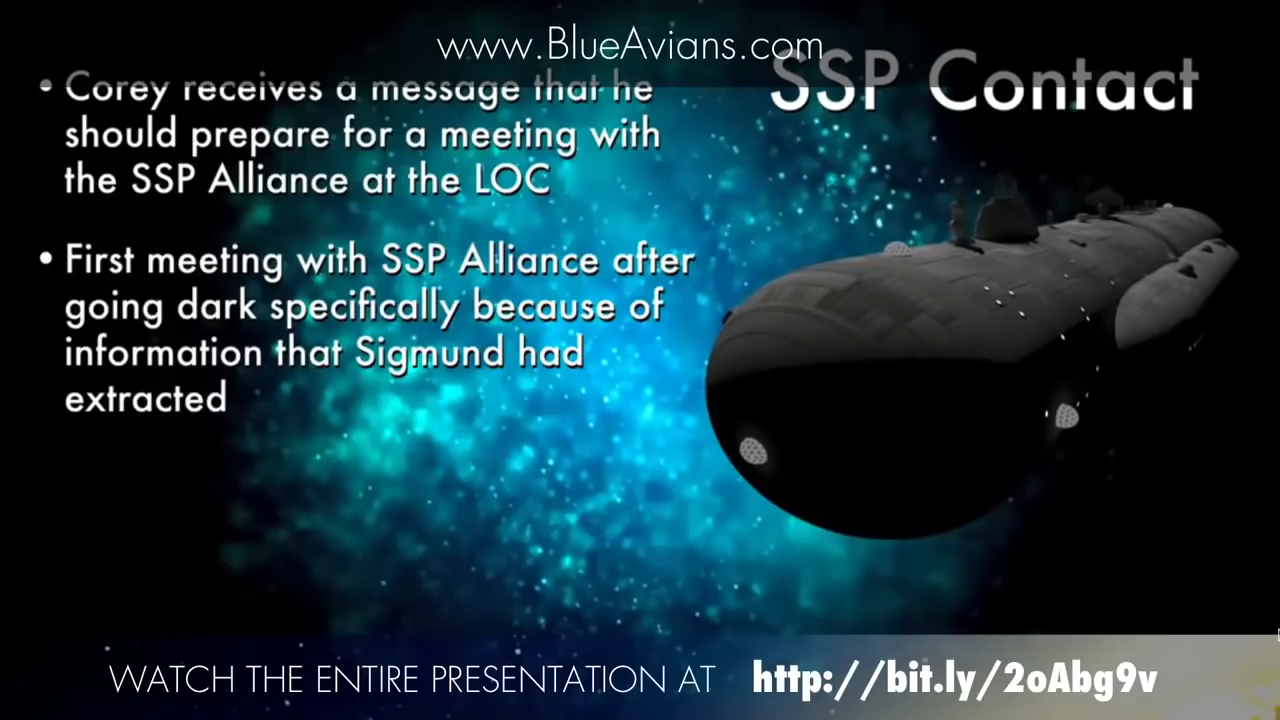 www.BlueAvians.com
SSP Contact
• Corey receives a message that he
should prepare for a meeting with
the SSP Alliance at the LOC
• First meeting with SSP Alliance after
going dark specifically because of
information that Sigmund had
extracted
WATCH THE ENTIRE PRESENTATION AT http://bit.ly/2oAbg9v